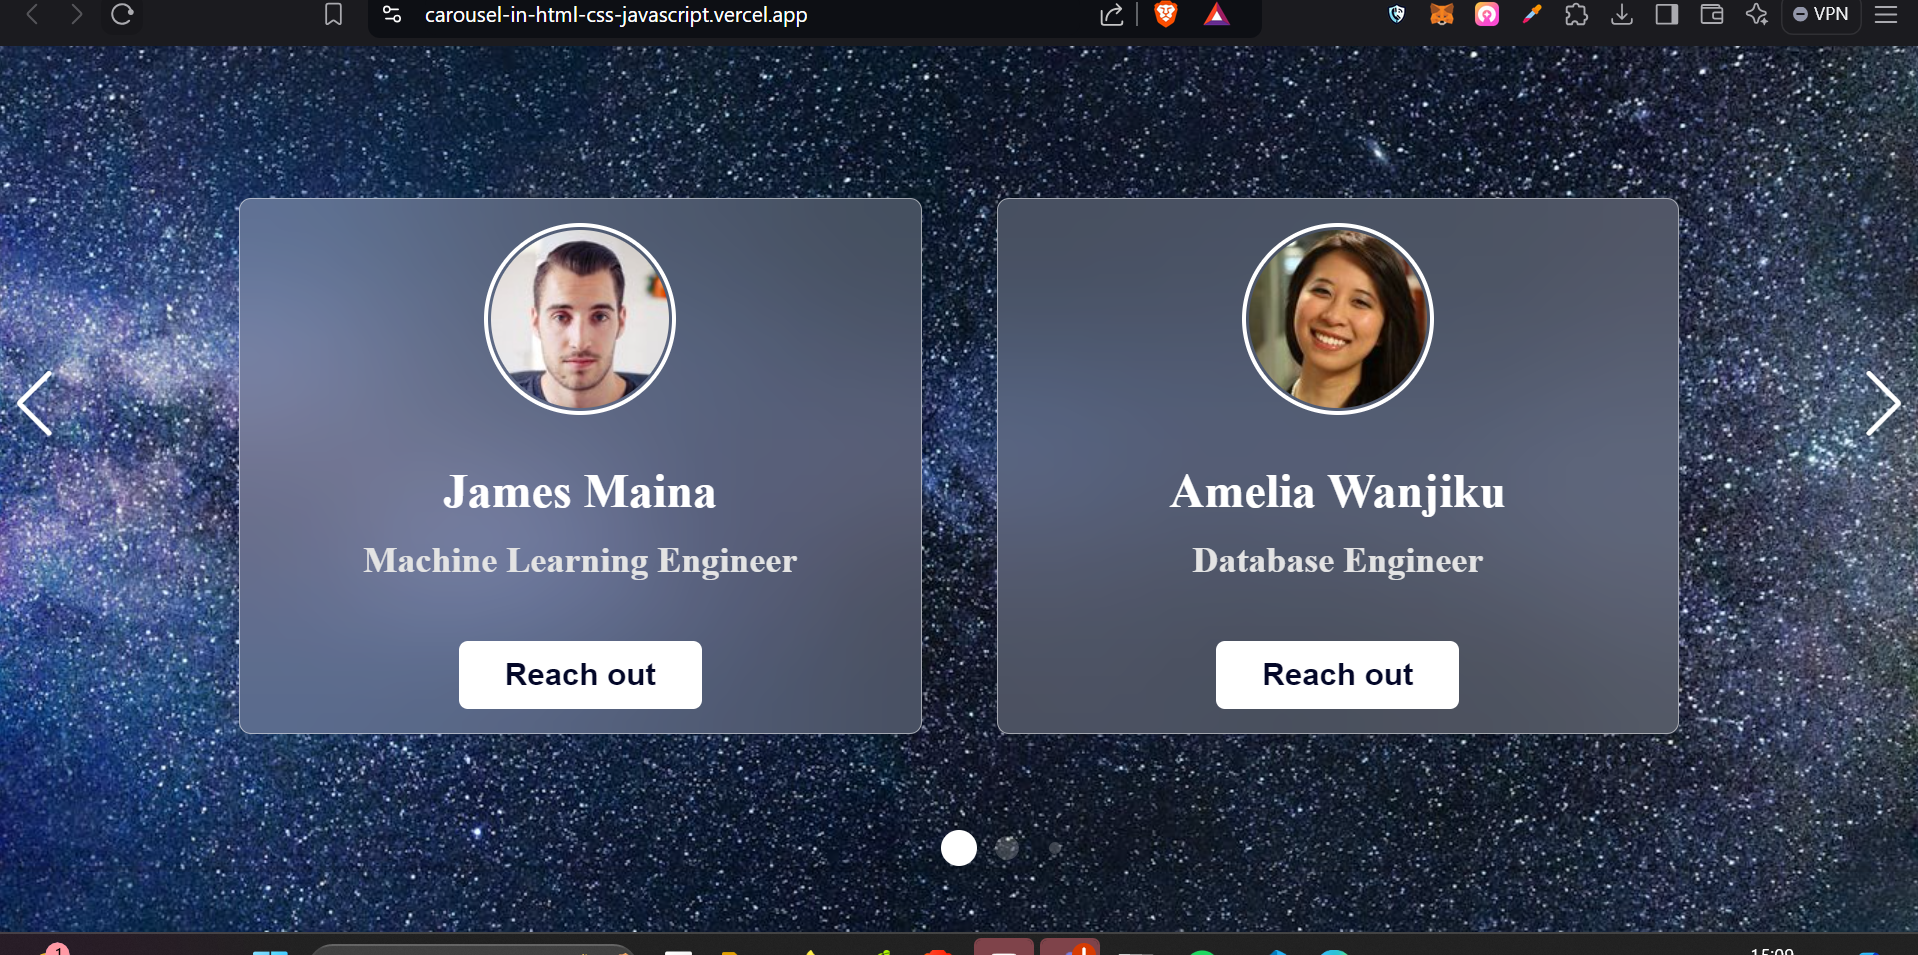 carousel-in-html-css-javascript.vercel.app
VPN
James Maina
Machine Learning Engineer
Reach out
Amelia Wanjiku
Database Engineer
Reach out
1